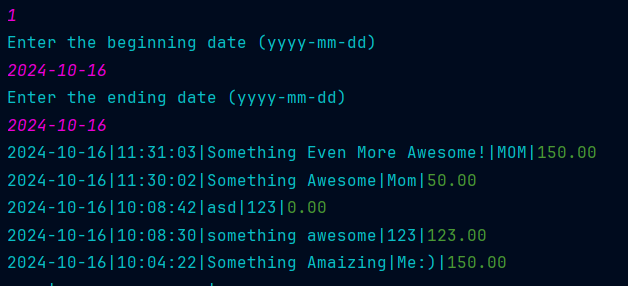 1
Enter the beginning date (yyyy-mm-dd)
2024-10-16
Enter the ending date (yyyy-mm-dd)
2024-10-16
2024-10-16|11:31:03|Something Even More Awesome!|MOM|150.00
2024-10-16|11:30:02|Something Awesome|Mom|50.00
2024-10-16|10:08:42|asd|123|0.00
2024-10-16|10:08:30|something awesome|123|123.00
2024-10-16|10:04:22|Something Amaizing|Me:)|150.00